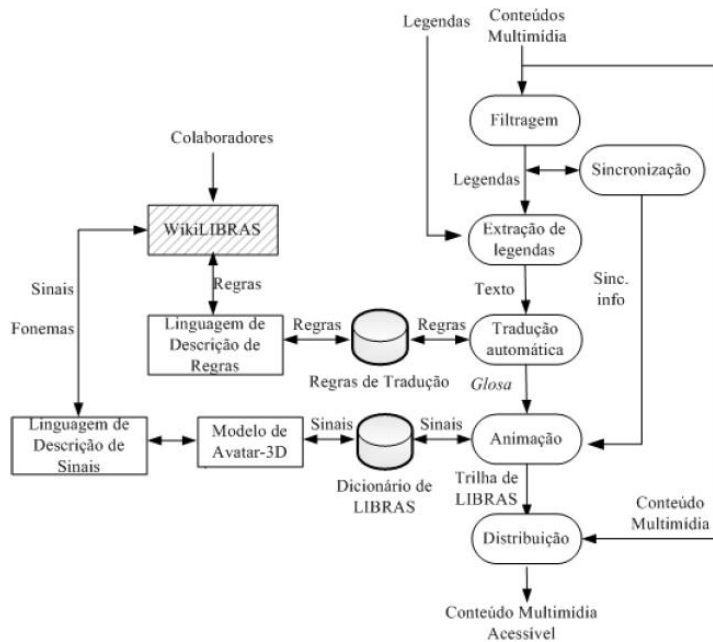 Legendas
Conteúdos
Multimídia
Filtragem
Colaboradores
Sincronização
Legendas
WikiLIBRAS
Extração de
legendas
Sinais
Regras
Texto
Sinc.
info
Fonemas
Linguagem de
Descrição de
Regras
Regras
Regras
Tradução
automática
Regras de Tradução
Glosa
Linguagem de
Descrição de
Sinais
Modelo de
Avatar-3D
Sinais
Sinais
Animação
Dicionário de
LIBRAS
Trilha de
LIBRAS
Conteúdo
Multimídia
Distribuição
Conteúdo Multimídia
Acessível